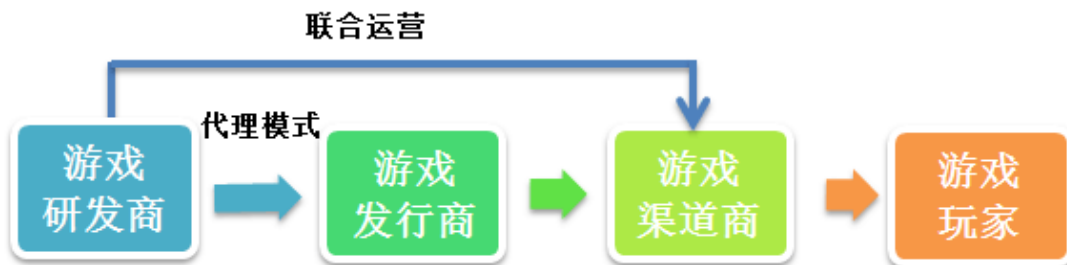 联合运营
代理模式
游戏
研发商
游戏
发行商
游戏
渠道商
游戏
玩家